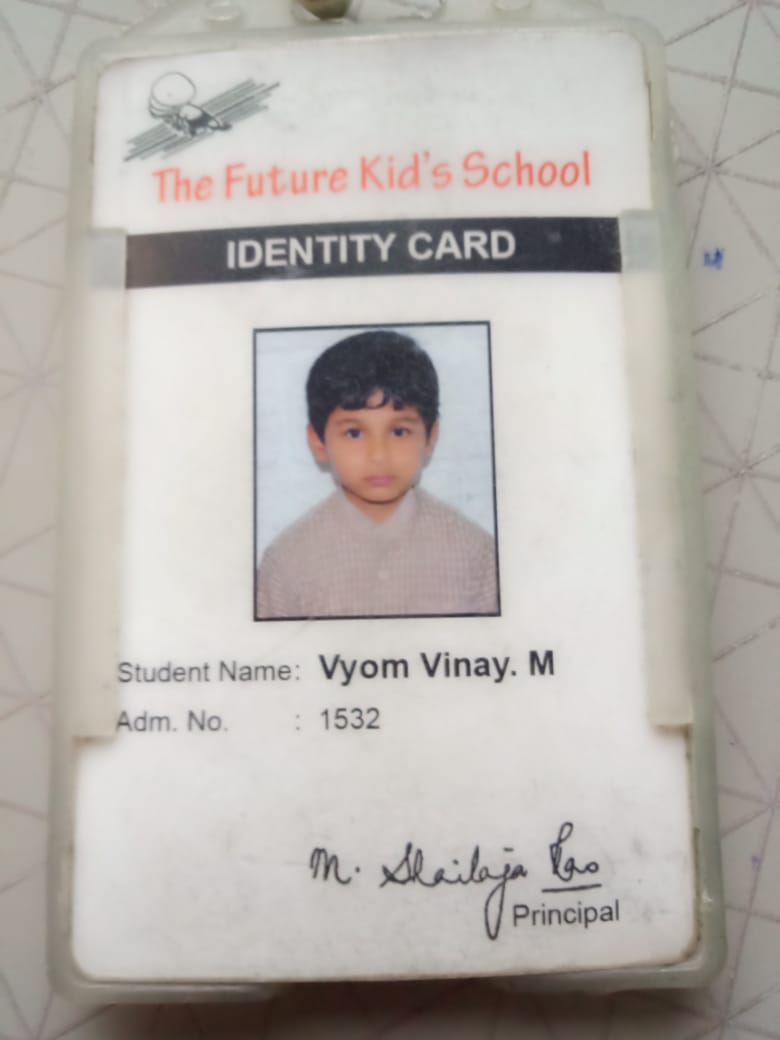 The Future Kid's School
IDENTITY CARD
Student Name: Vyom Vinay. M
Adm. No. : 1532
M. Shailaja Rao
Principal